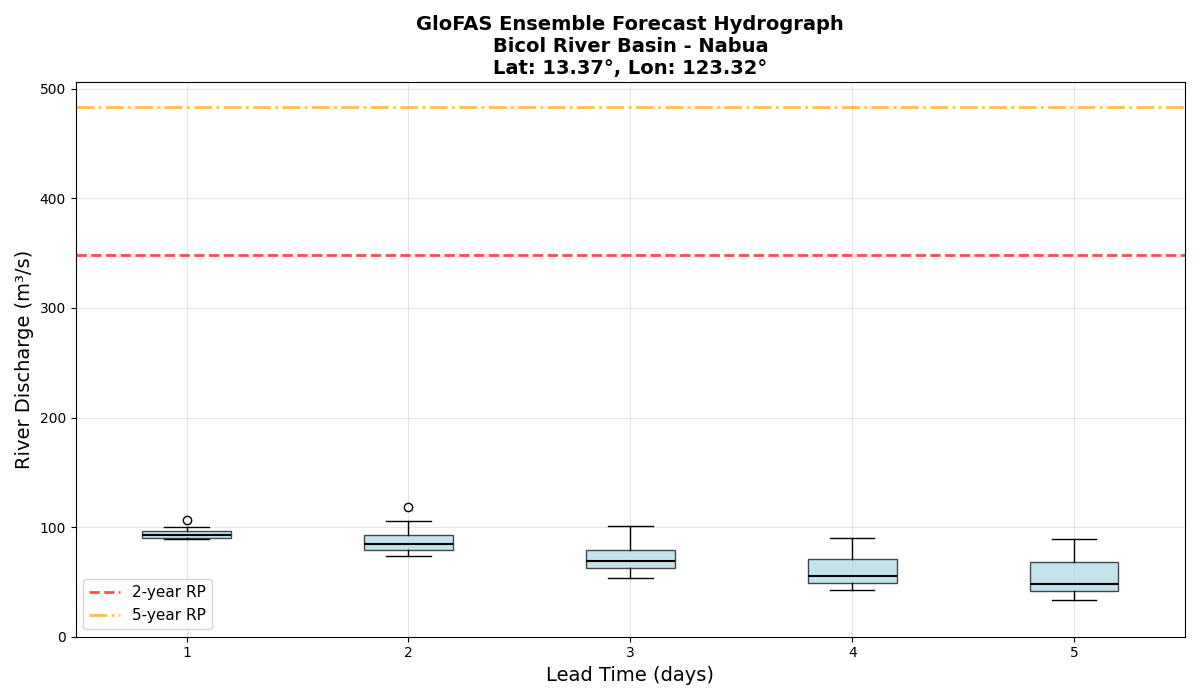 GloFAS Ensemble Forecast Hydrograph
Bicol River Basin - Nabua
Lat: 13.37°, Lon: 123.32°
River Discharge (m³/s)
500
400
300
200
100
0
2-year RP
5-year RP
1
2
3
4
5
Lead Time (days)